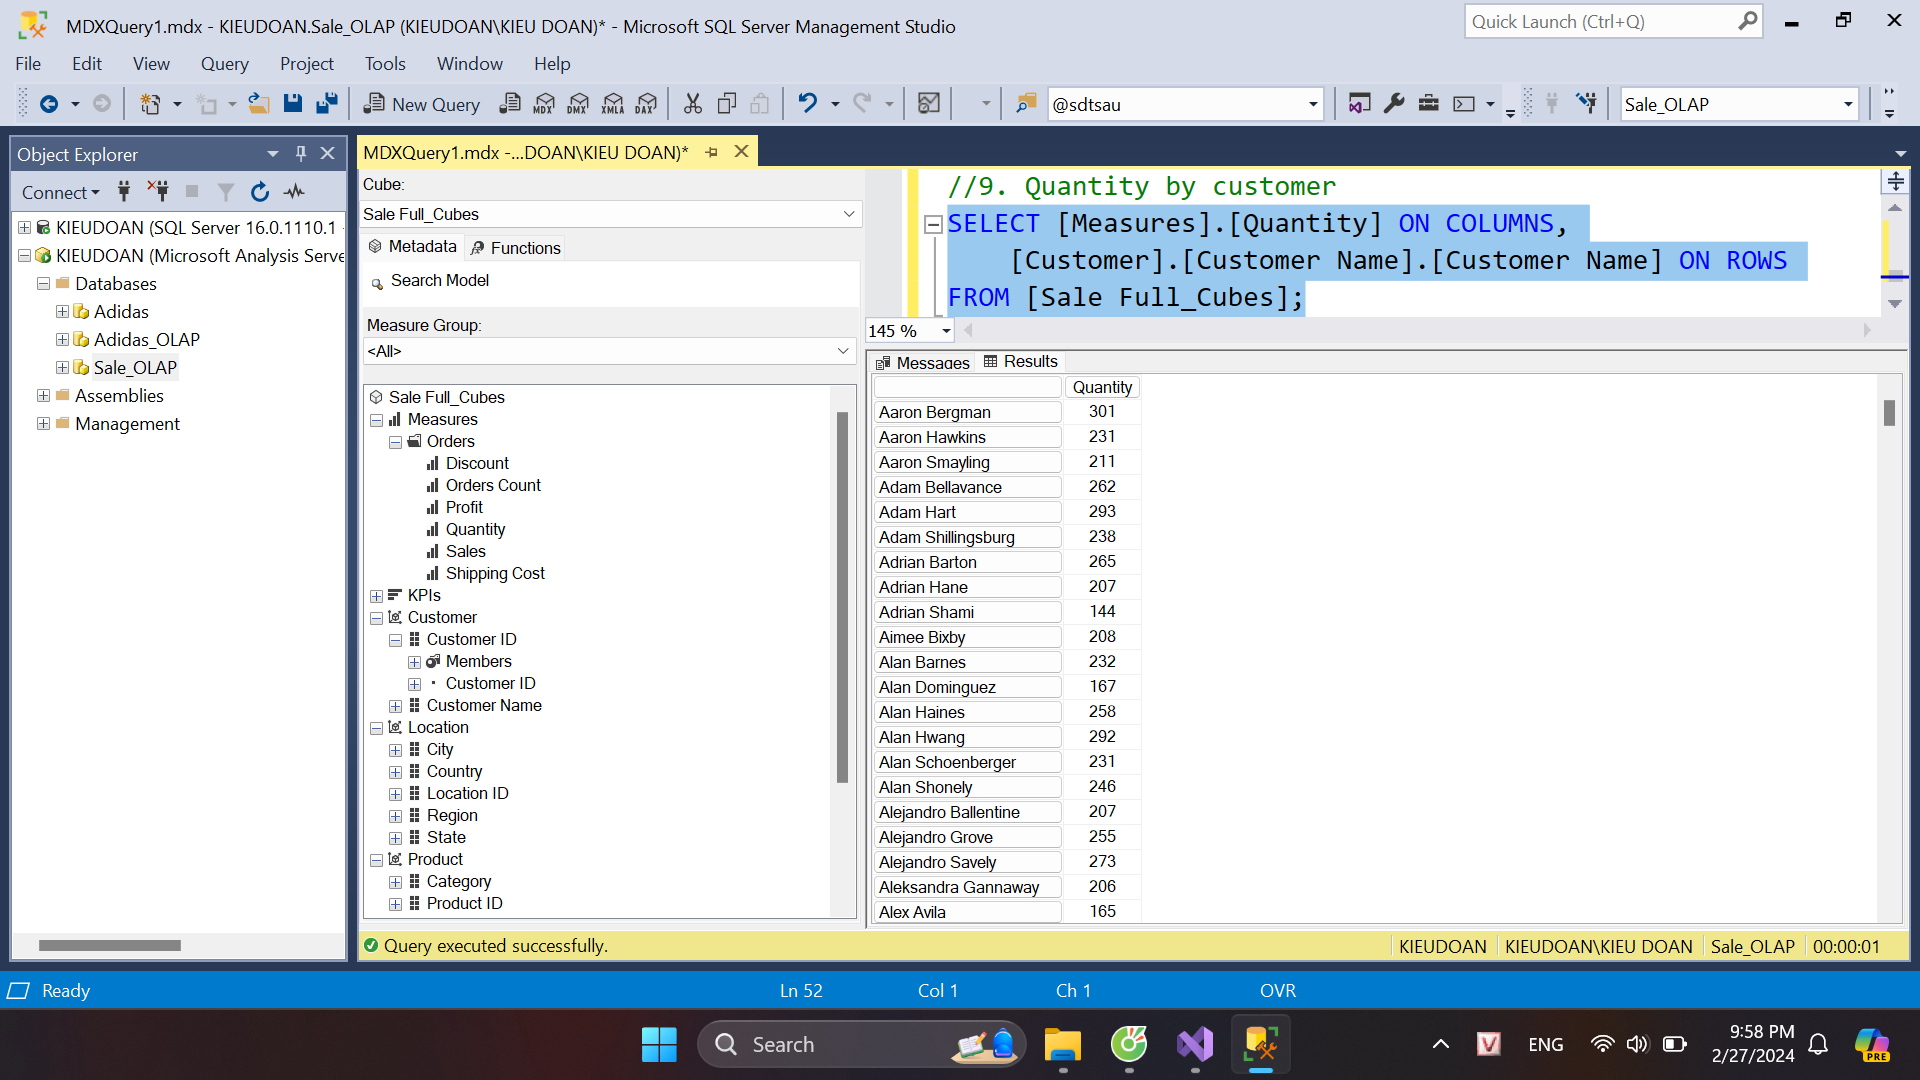 MDXQuery1.mdx - KIEUDOAN.Sale_OLAP (KIEUDOAN\KIEU DOAN)* - Microsoft SQL Server Management Studio
Quick Launch (Ctrl+Q)
File Edit View Query Project Tools Window Help
New Query MDX DMX XMLA DAX @sdtsau Sale_OLAP
Object Explorer
Connect
KIEUDOAN (SQL Server 16.0.1110.1 -
KIEUDOAN (Microsoft Analysis Serve
Databases
Adidas
Adidas_OLAP
Sale_OLAP
Assemblies
Management
MDXQuery1.mdx -...DOAN\KIEU DOAN)*
Cube:
Sale Full_Cubes
Metadata Functions
Search Model
Measure Group:
<All>
Sale Full_Cubes
Measures
Orders
Discount
Orders Count
Profit
Quantity
Sales
Shipping Cost
KPIs
Customer
Customer ID
Members
Customer ID
Customer Name
Location
City
Country
Location ID
Region
State
Product
Category
Product ID
//9. Quantity by customer
SELECT [Measures].[Quantity] ON COLUMNS,
[Customer].[Customer Name].[Customer Name] ON ROWS
FROM [Sale Full_Cubes];
145 %
Messages Results
Quantity
Aaron Bergman 301
Aaron Hawkins 231
Aaron Smayling 211
Adam Bellavance 262
Adam Hart 293
Adam Shillingsburg 238
Adrian Barton 265
Adrian Hane 207
Adrian Shami 144
Aimee Bixby 208
Alan Barnes 232
Alan Dominguez 167
Alan Haines 258
Alan Hwang 292
Alan Schoenberger 231
Alan Shonely 246
Alejandro Ballentine 207
Alejandro Grove 255
Alejandro Savely 273
Aleksandra Gannaway 206
Alex Avila 165
Query executed successfully. KIEUDOAN KIEUDOAN\KIEU DOAN Sale_OLAP 00:00:01
Ready Ln 52 Col 1 Ch 1 OVR
Search
V ENG 9:58 PM
2/27/2024
PRE